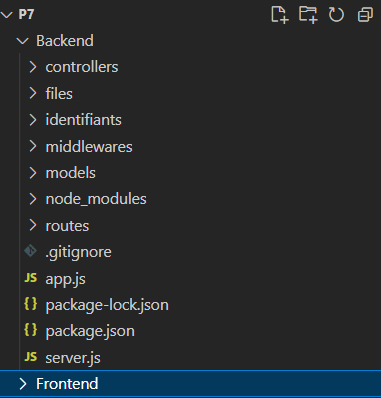 P7
Backend
controllers
files
identifiants
middlewares
models
node_modules
routes
.gitignore
JS app.js
{} package-lock.json
{} package.json
JS server.js
Frontend